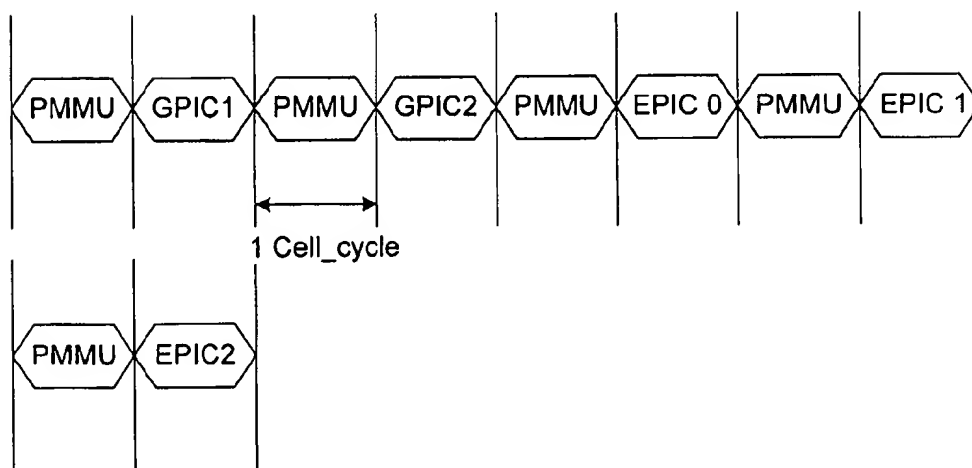 PMMU GPIC1 PMMU GPIC2 PMMU EPIC 0 PMMU EPIC 1
1 Cell_cycle
PMMU EPIC2